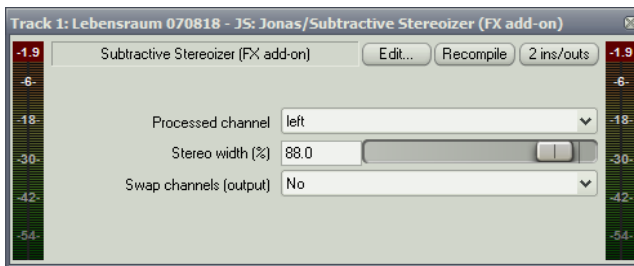 Track 1: Lebensraum 070818 - JS: Jonas/Subtractive Stereoizer (FX add-on)
-1.9 Subtractive Stereoizer (FX add-on) Edit... Recompile 2 ins/outs -1.9
-6- -6-
-18- Processed channel left -18-
Stereo width (%) 88.0
-30- -30-
Swap channels (output) No
-42- -42-
-54- -54-